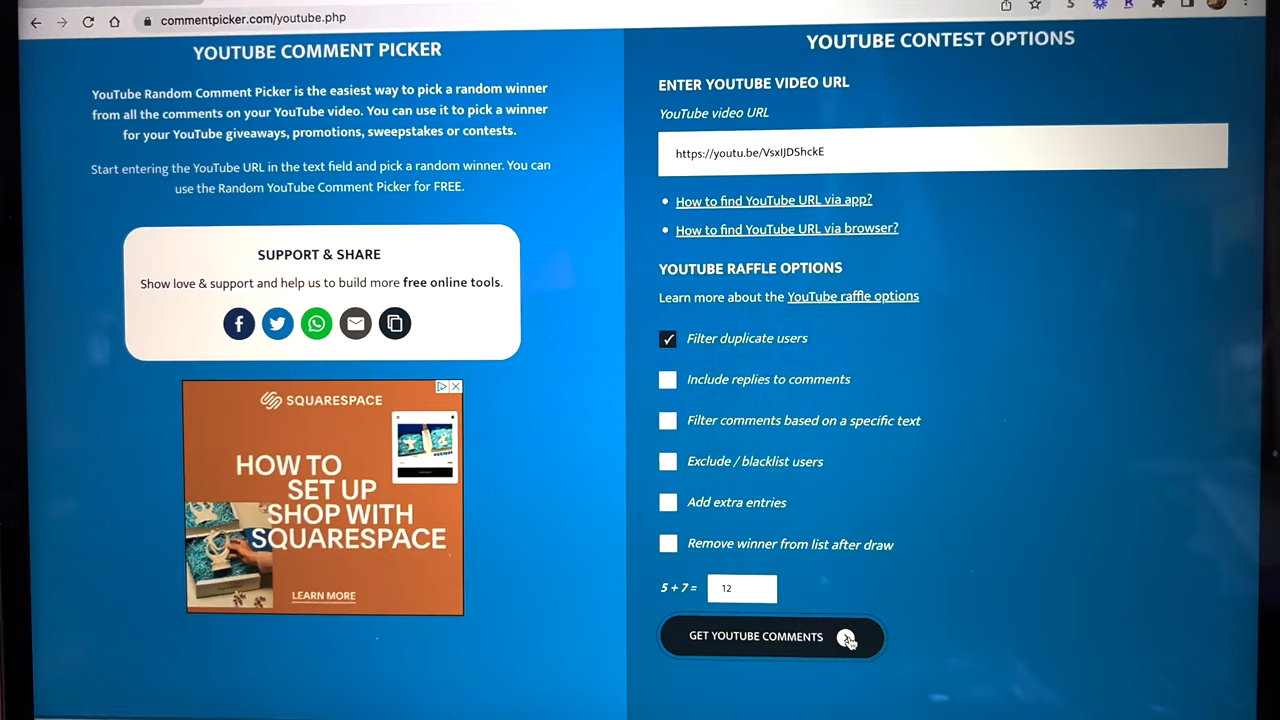 commentpicker.com/youtube.php
YOUTUBE COMMENT PICKER
YouTube Random Comment Picker is the easiest way to pick a random winner
from all the comments on your YouTube video. You can use it to pick a winner
for your YouTube giveaways, promotions, sweepstakes or contests.
Start entering the YouTube URL in the text field and pick a random winner. You can
use the Random YouTube Comment Picker for FREE.
SUPPORT & SHARE
Show love & support and help us to build more free online tools.
SQUARESPACE
HOW TO
SET UP
SHOP WITH
SQUARESPACE
LEARN MORE
YOUTUBE CONTEST OPTIONS
ENTER YOUTUBE VIDEO URL
YouTube video URL
https://youtu.be/VsxIJDShckE
• How to find YouTube URL via app?
• How to find YouTube URL via browser?
YOUTUBE RAFFLE OPTIONS
Learn more about the YouTube raffle options
Filter duplicate users
Include replies to comments
Filter comments based on a specific text
Exclude / blacklist users
Add extra entries
Remove winner from list after draw
5 + 7 = 12
GET YOUTUBE COMMENTS